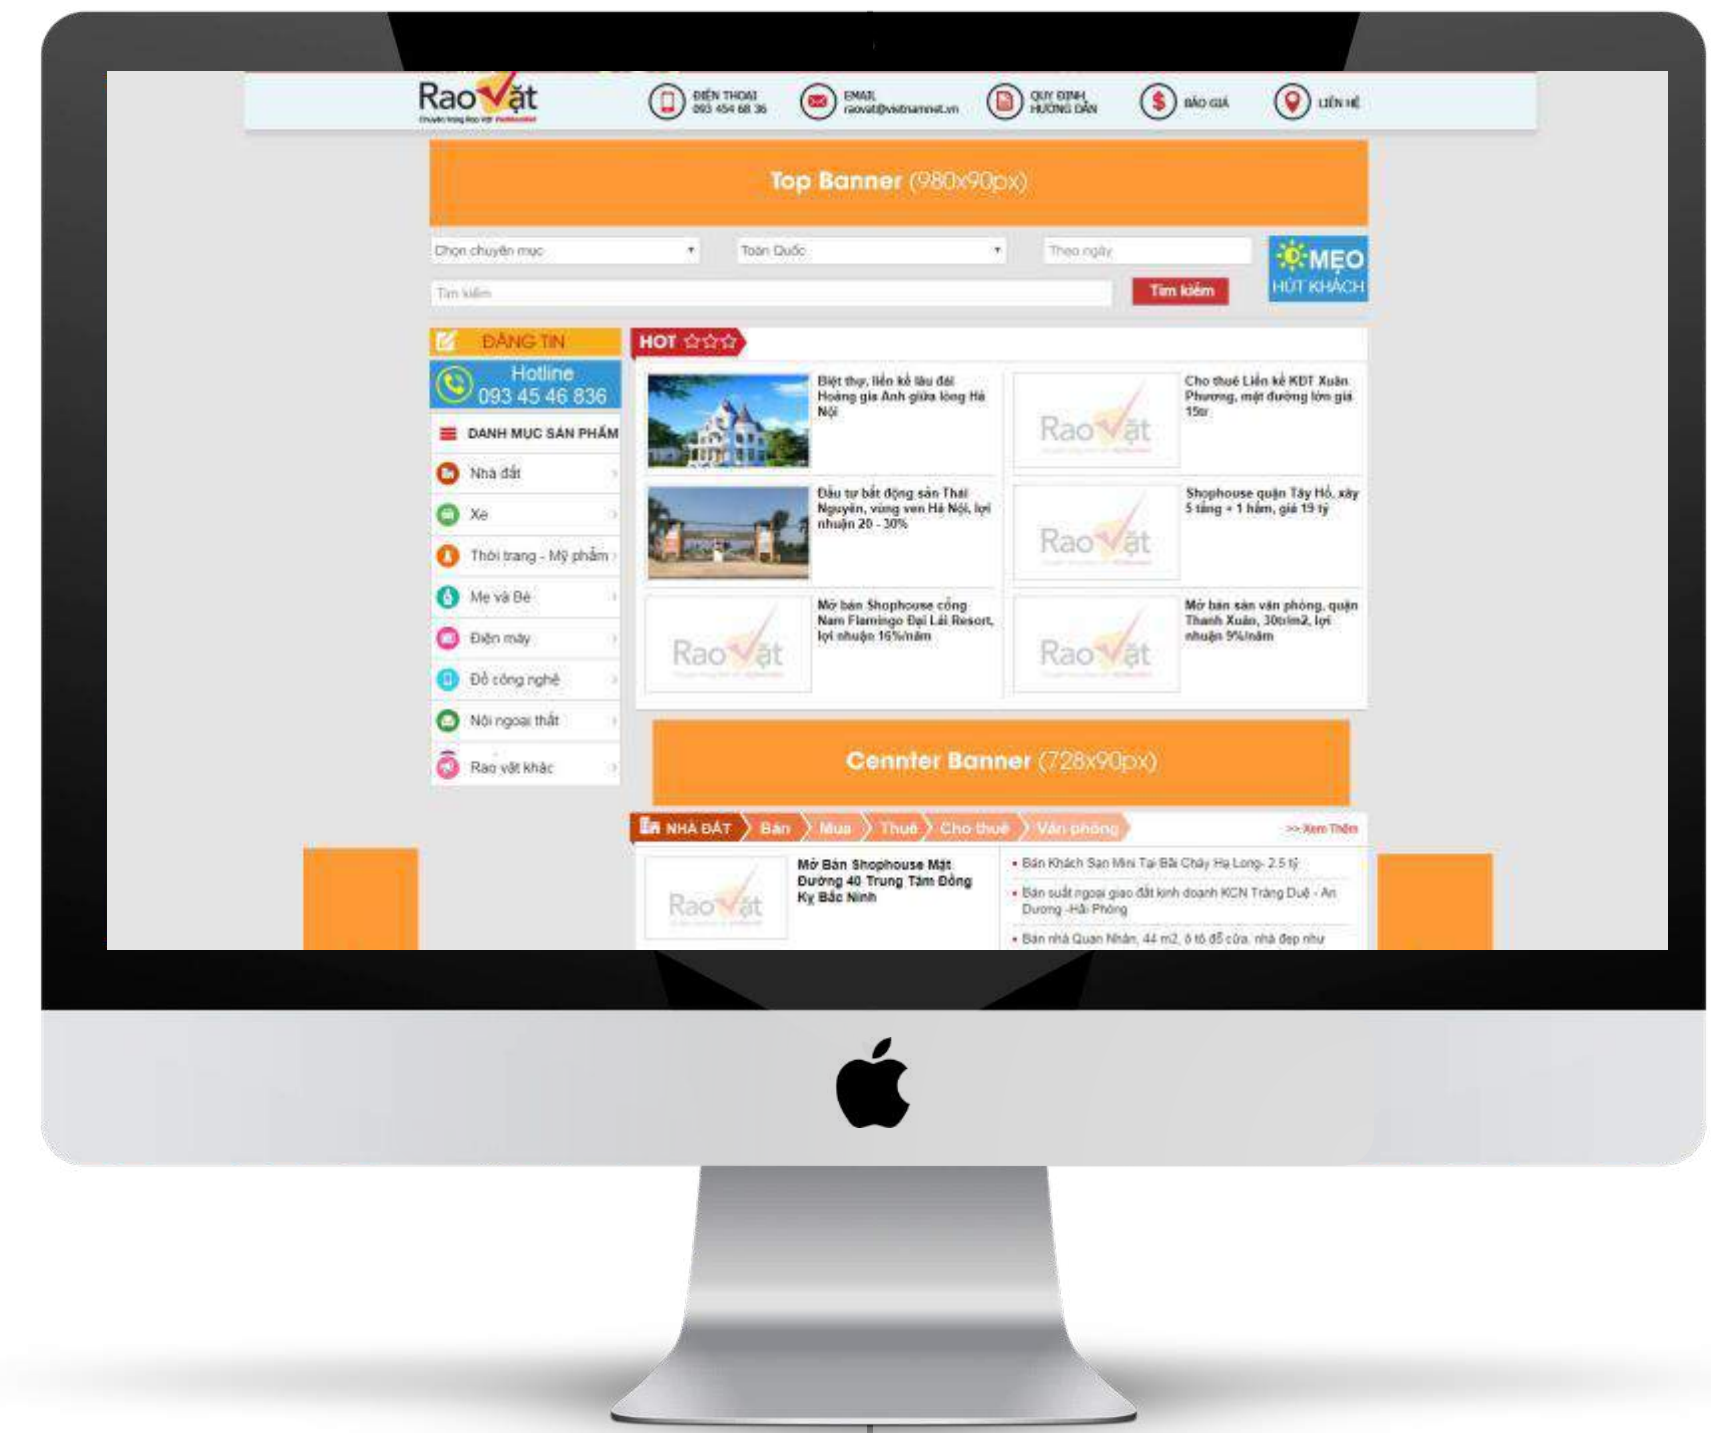 Rao Vặt
Chuyên trang Rao Vặt VietNamNet
ĐIỆN THOẠI
093 454 68 36
EMAIL
raovat@vietnamnet.vn
QUY ĐỊNH
HƯỚNG DẪN
BÁO GIÁ
LIÊN HỆ
Top Banner (980x90px)
Chọn chuyên mục
Toàn Quốc
Theo ngày
MẸO
HÚT KHÁCH
Tìm kiếm
Tìm kiếm
ĐĂNG TIN
Hotline
093 45 46 836
DANH MỤC SẢN PHẨM
Nhà đất
Xe
Thời trang - Mỹ phẩm
Mẹ và Bé
Điện máy
Đồ công nghệ
Nội ngoại thất
Rao vặt khác
HOT
Biệt thự, liền kề lâu đài
Hoàng gia Anh giữa lòng Hà
Nội
Rao Vặt
Cho thuê Liền kề KĐT Xuân
Phương, mặt đường lớn giá
15tr
Đầu tư bất động sản Thái
Nguyên, vùng ven Hà Nội, lợi
nhuận 20 - 30%
Rao Vặt
Shophouse quận Tây Hồ, xây
5 tầng + 1 hầm, giá 19 tỷ
Rao Vặt
Mở bán Shophouse cổng
Nam Flamingo Đại Lải Resort,
lợi nhuận 16%/năm
Rao Vặt
Mở bán sàn văn phòng, quận
Thanh Xuân, 30tr/m2, lợi
nhuận 9%/năm
Cennter Banner (728x90px)
NHÀ ĐẤT
Bán
Mua
Thuê
Cho thuê
Văn phòng
>> Xem Thêm
Rao Vặt
Mở Bán Shophouse Mặt
Đường 40 Trung Tâm Đồng
Kỵ Bắc Ninh
Bán Khách Sạn Mini Tại Bãi Cháy Hạ Long- 2.5 tỷ
Bán suất ngoại giao đất kinh doanh KCN Tràng Duệ - An
Dương -Hải Phòng
Bán nhà Quan Nhân, 44 m2, ô tô đỗ cửa, nhà đẹp như